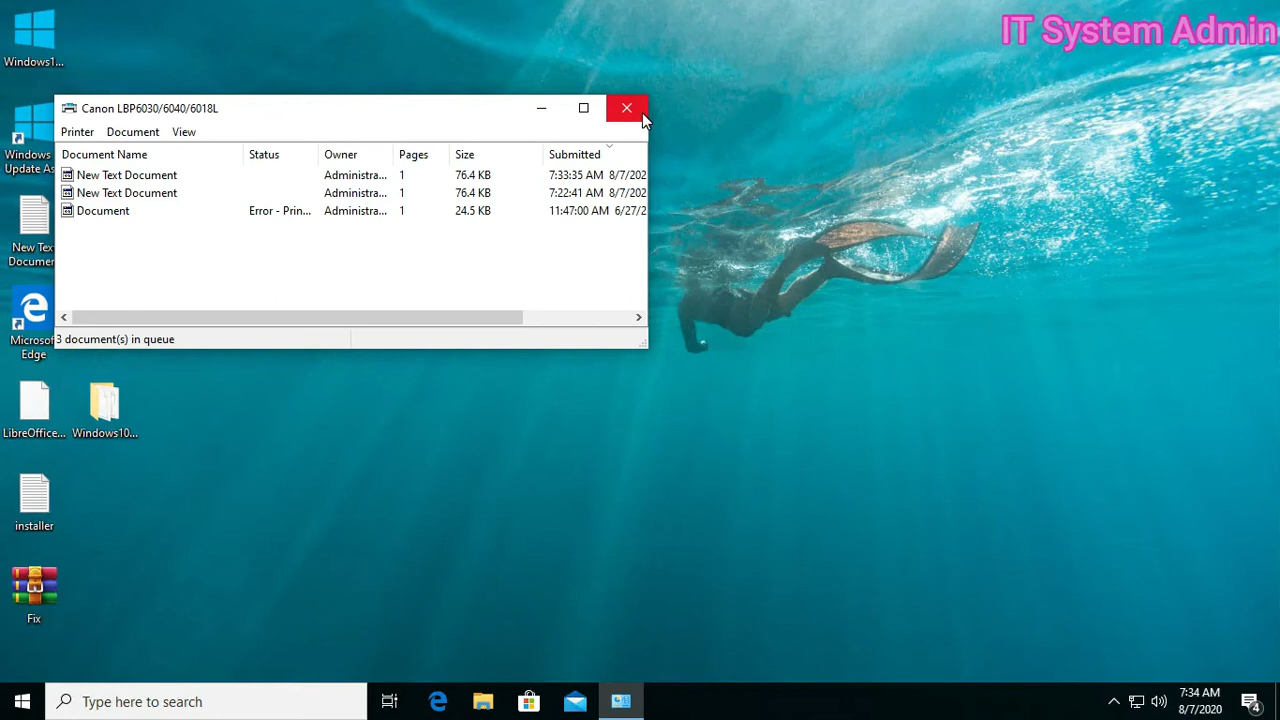 IT System Admin
Windows1...
Windows
Update As
New Text
Document
Microsoft
Edge
LibreOffice...
Windows10...
installer
Fix
Canon LBP6030/6040/6018L
Printer Document View
Document Name Status Owner Pages Size Submitted
New Text Document Administra... 1 76.4 KB 7:33:35 AM 8/7/202
New Text Document Administra... 1 76.4 KB 7:22:41 AM 8/7/202
Document Error - Prin... Administra... 1 24.5 KB 11:47:00 AM 6/27/2
3 document(s) in queue
Type here to search
7:34 AM
8/7/2020
4